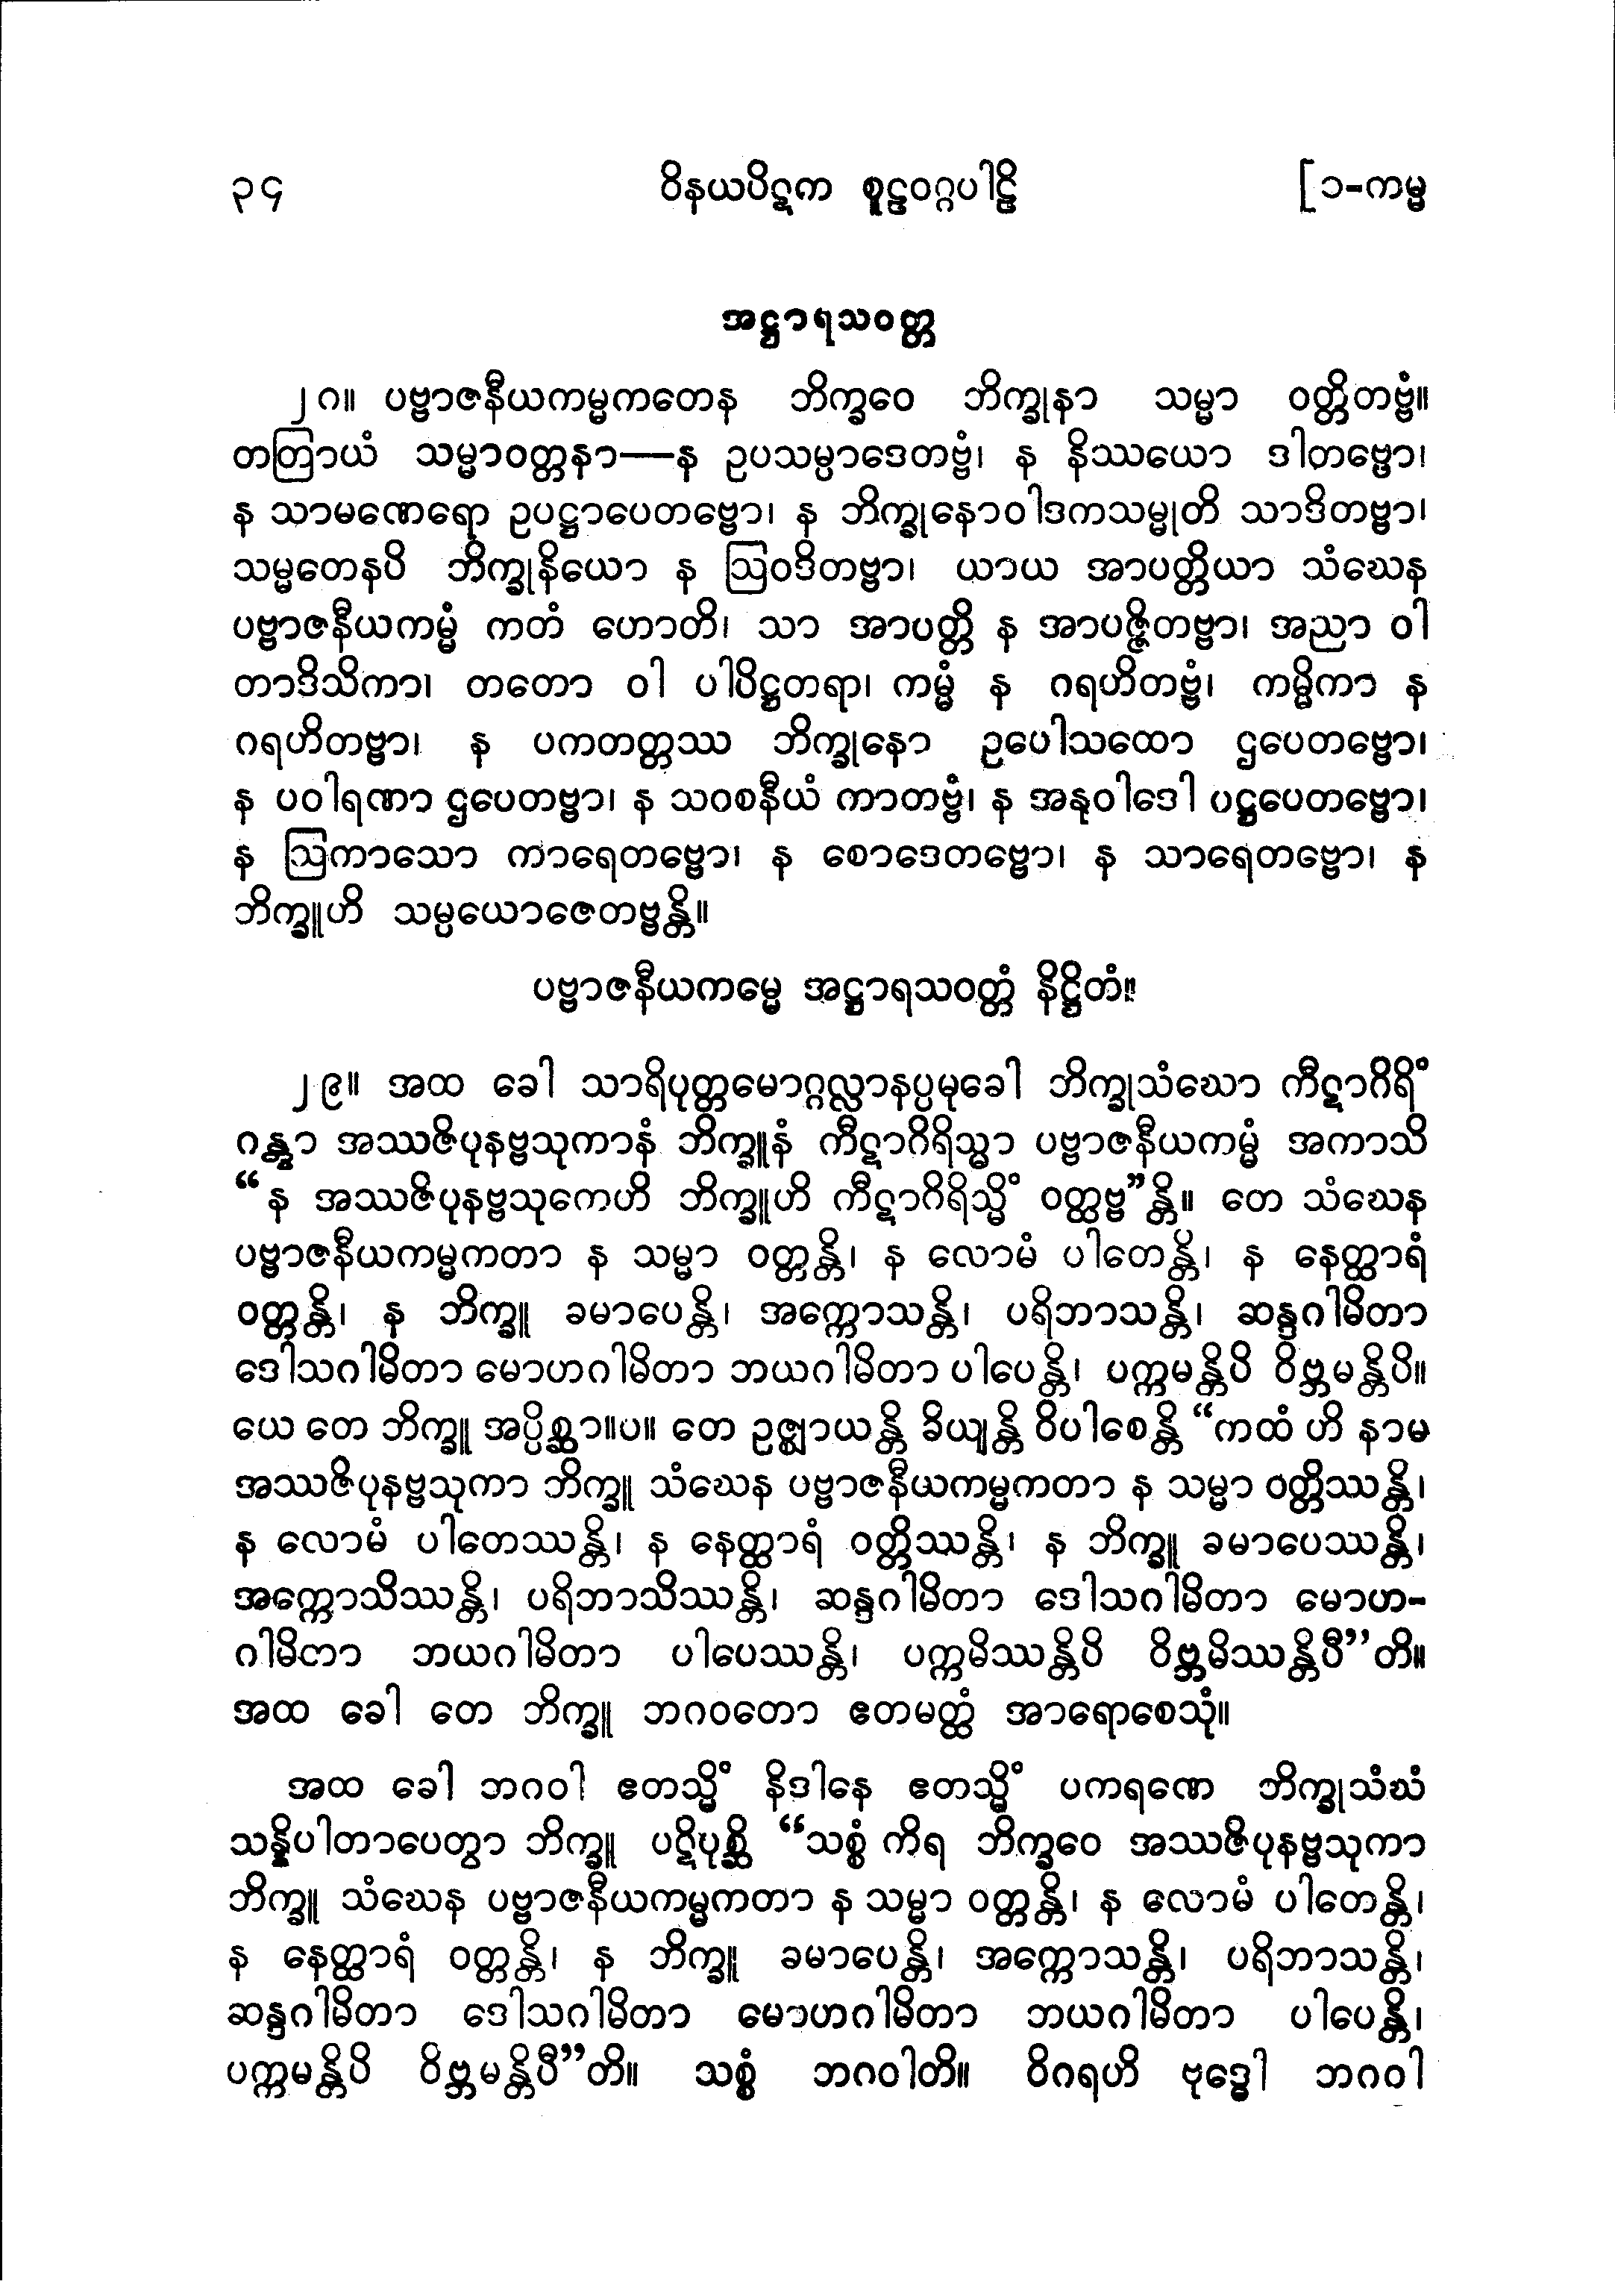 ၃၄ ဝိနယပိဋက စူဠဝဂ္ဂပါဠိ [ ၁-ကမ္မ
အဋ္ဌာရသဝတ္တ
၂၈။ ပဗ္ဗာဇနီယကမ္မကတေန ဘိက္ခဝေ ဘိက္ခုနာ သမ္မာ ဝတ္တိတဗ္ဗံ။
တတြာယံ သမ္မာဝတ္တနာ—န ဥပသမ္ပာဒေတဗ္ဗံ၊ န နိဿယော ဒါတဗ္ဗော၊
န သာမဏေရော ဥပဋ္ဌာပေတဗ္ဗော၊ န ဘိက္ခုနောဝါဒကသမ္မုတိ သာဒိတဗ္ဗာ၊
သမ္မတေနပိ ဘိက္ခုနိယော န ဩဝဒိတဗ္ဗာ၊ ယာယ အာပတ္တိယာ သံဃေန
ပဗ္ဗာဇနီယကမ္မံ ကတံ ဟောတိ၊ သာ အာပတ္တိ န အာပဇ္ဇိတဗ္ဗာ၊ အညာ ဝါ
တာဒိသိကာ၊ တတော ဝါ ပါပိဋ္ဌတရာ၊ ကမ္မံ န ဂရဟိတဗ္ဗံ၊ ကမ္မိကာ န
ဂရဟိတဗ္ဗာ၊ န ပကတတ္တဿ ဘိက္ခုနော ဥပေါသထော ဌပေတဗ္ဗော၊
န ပဝါရဏာ ဌပေတဗ္ဗာ၊ န သဝစနီယံ ကာတဗ္ဗံ၊ န အနုဝါဒေါ ပဋ္ဌပေတဗ္ဗော၊
န ဩကာသော ကာရေတဗ္ဗော၊ န စောဒေတဗ္ဗော၊ န သာရေတဗ္ဗော၊ န
ဘိက္ခူဟိ သမ္ပယောဇေတဗ္ဗန္တိ။
ပဗ္ဗာဇနီယကမ္မေ အဋ္ဌာရသဝတ္တံ နိဋ္ဌိတံ။
၂၉။ အထ ခေါ သာရိပုတ္တမောဂ္ဂလ္လာနပ္ပမုခေါ ဘိက္ခုသံဃော ကီဋာဂိရိံ
ဂန္တွာ အဿဇိပုနဗ္ဗသုကာနံ ဘိက္ခူနံ ကီဋာဂိရိသ္မာ ပဗ္ဗာဇနီယကမ္မံ အကာသိ
“န အဿဇိပုနဗ္ဗသုကေဟိ ဘိက္ခူဟိ ကီဋာဂိရိသ္မိံ ဝတ္ထဗ္ဗ”န္တိ။ တေ သံဃေန
ပဗ္ဗာဇနီယကမ္မကတာ န သမ္မာ ဝတ္တန္တိ၊ န လောမံ ပါတေန္တိ၊ န နေတ္ထာရံ
ဝတ္တန္တိ၊ န ဘိက္ခူ ခမာပေန္တိ၊ အက္ကောသန္တိ၊ ပရိဘာသန္တိ၊ ဆန္ဒဂါမိတာ
ဒေါသဂါမိတာ မောဟဂါမိတာ ဘယဂါမိတာ ပါပေန္တိ၊ ပက္ကမန္တိပိ ဝိဗ္ဘမန္တိပိ။
ယေ တေ ဘိက္ခူ အပ္ပိစ္ဆာ။ပ။ တေ ဥဇ္ဈာယန္တိ ခိယျန္တိ ဝိပါစေန္တိ “ကထံ ဟိ နာမ
အဿဇိပုနဗ္ဗသုကာ ဘိက္ခူ သံဃေန ပဗ္ဗာဇနီယကမ္မကတာ န သမ္မာ ဝတ္တိဿန္တိ၊
န လောမံ ပါတေဿန္တိ၊ န နေတ္ထာရံ ဝတ္တိဿန္တိ၊ န ဘိက္ခူ ခမာပေဿန္တိ၊
အက္ကောသိဿန္တိ၊ ပရိဘာသိဿန္တိ၊ ဆန္ဒဂါမိတာ ဒေါသဂါမိတာ မောဟ-
ဂါမိတာ ဘယဂါမိတာ ပါပေဿန္တိ၊ ပက္ကမိဿန္တိပိ ဝိဗ္ဘမိဿန္တိပီ”တိ။
အထ ခေါ တေ ဘိက္ခူ ဘဂဝတော ဧတမတ္ထံ အာရောစေသုံ။
အထ ခေါ ဘဂဝါ ဧတသ္မိံ နိဒါနေ ဧတသ္မိံ ပကရဏေ ဘိက္ခုသံဃံ
သန္နိပါတာပေတွာ ဘိက္ခူ ပဋိပုစ္ဆိ “သစ္စံ ကိရ ဘိက္ခဝေ အဿဇိပုနဗ္ဗသုကာ
ဘိက္ခူ သံဃေန ပဗ္ဗာဇနီယကမ္မကတာ န သမ္မာ ဝတ္တန္တိ၊ န လောမံ ပါတေန္တိ၊
န နေတ္ထာရံ ဝတ္တန္တိ၊ န ဘိက္ခူ ခမာပေန္တိ၊ အက္ကောသန္တိ၊ ပရိဘာသန္တိ၊
ဆန္ဒဂါမိတာ ဒေါသဂါမိတာ မောဟဂါမိတာ ဘယဂါမိတာ ပါပေန္တိ၊
ပက္ကမန္တိပိ ဝိဗ္ဘမန္တိပီ”တိ။ သစ္စံ ဘဂဝါတိ။ ဝိဂရဟိ ဗုဒ္ဓေါ ဘဂဝါ